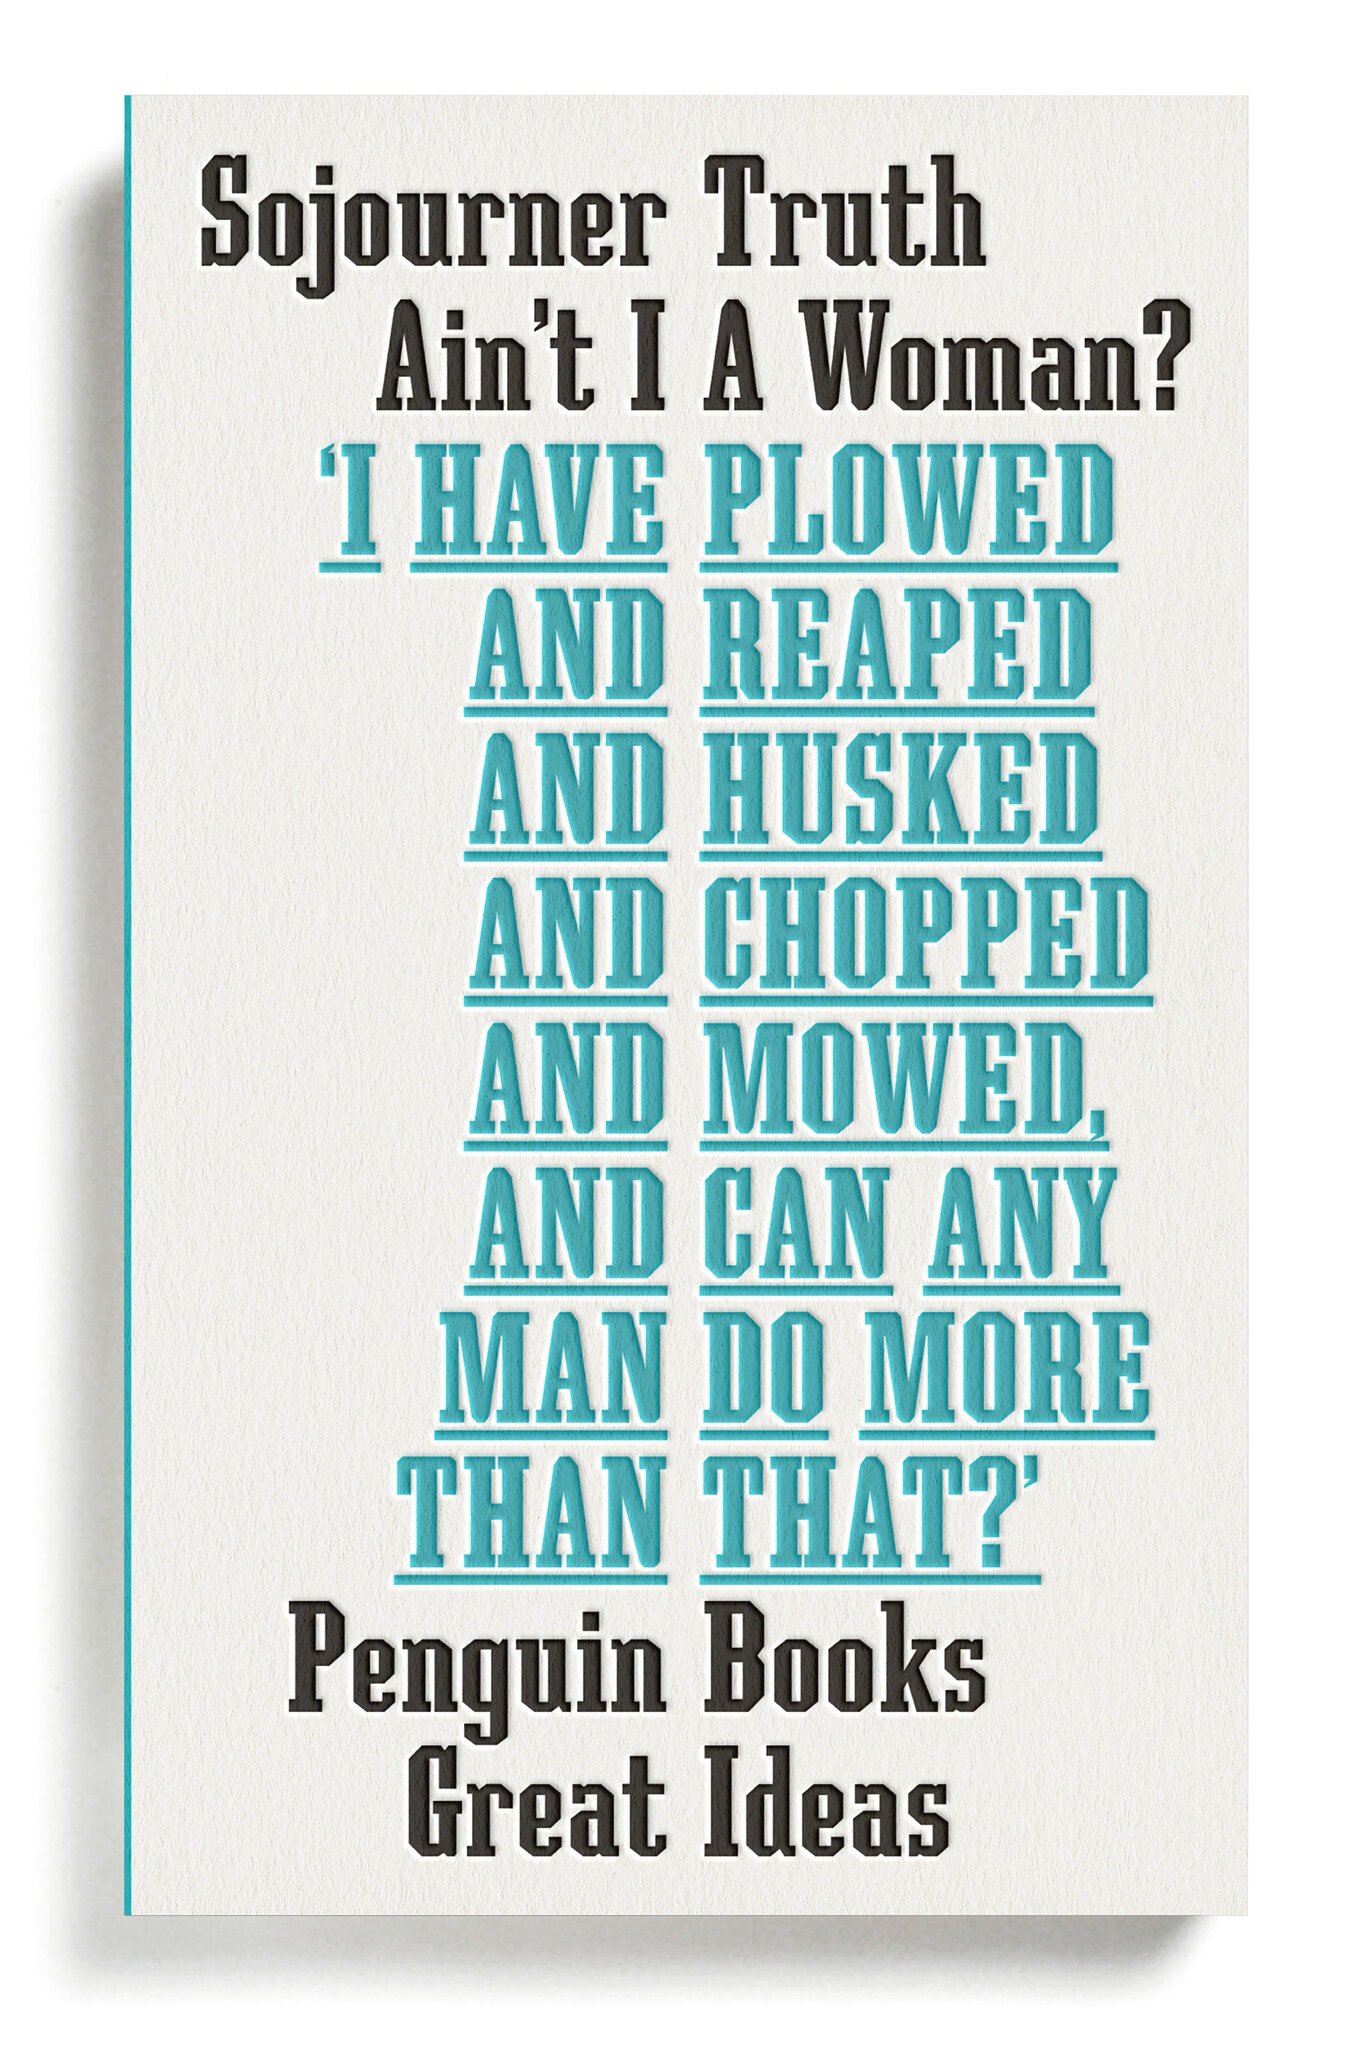 Sojourner Truth
Ain't I A Woman?
‘I HAVE PLOWED
AND REAPED
AND HUSKED
AND CHOPPED
AND MOWED,
AND CAN ANY
MAN DO MORE
THAN THAT?’
Penguin Books
Great Ideas